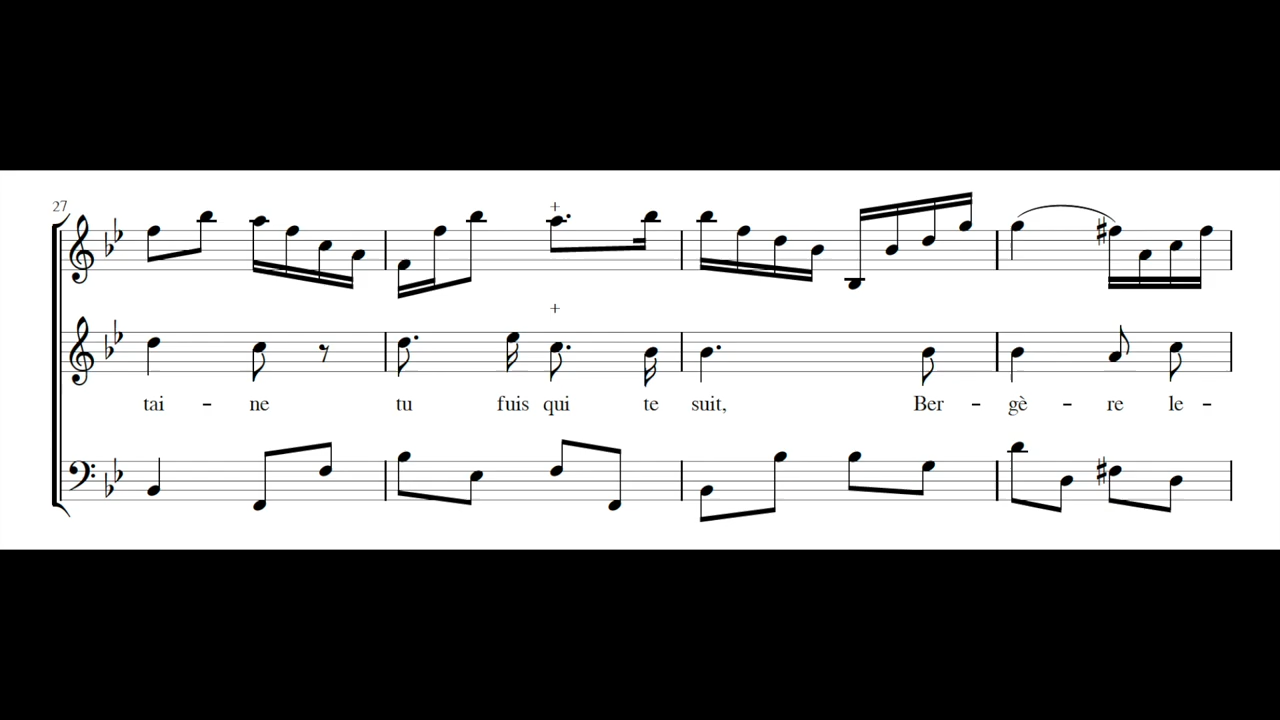 27
+
+
tai - ne tu fuis qui te suit, Ber - gè - re le -